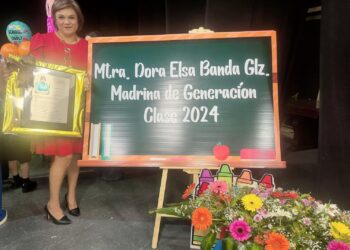 Mtra. Dora Elsa Banda Glz.
Madrina de Generación
Clase 2024